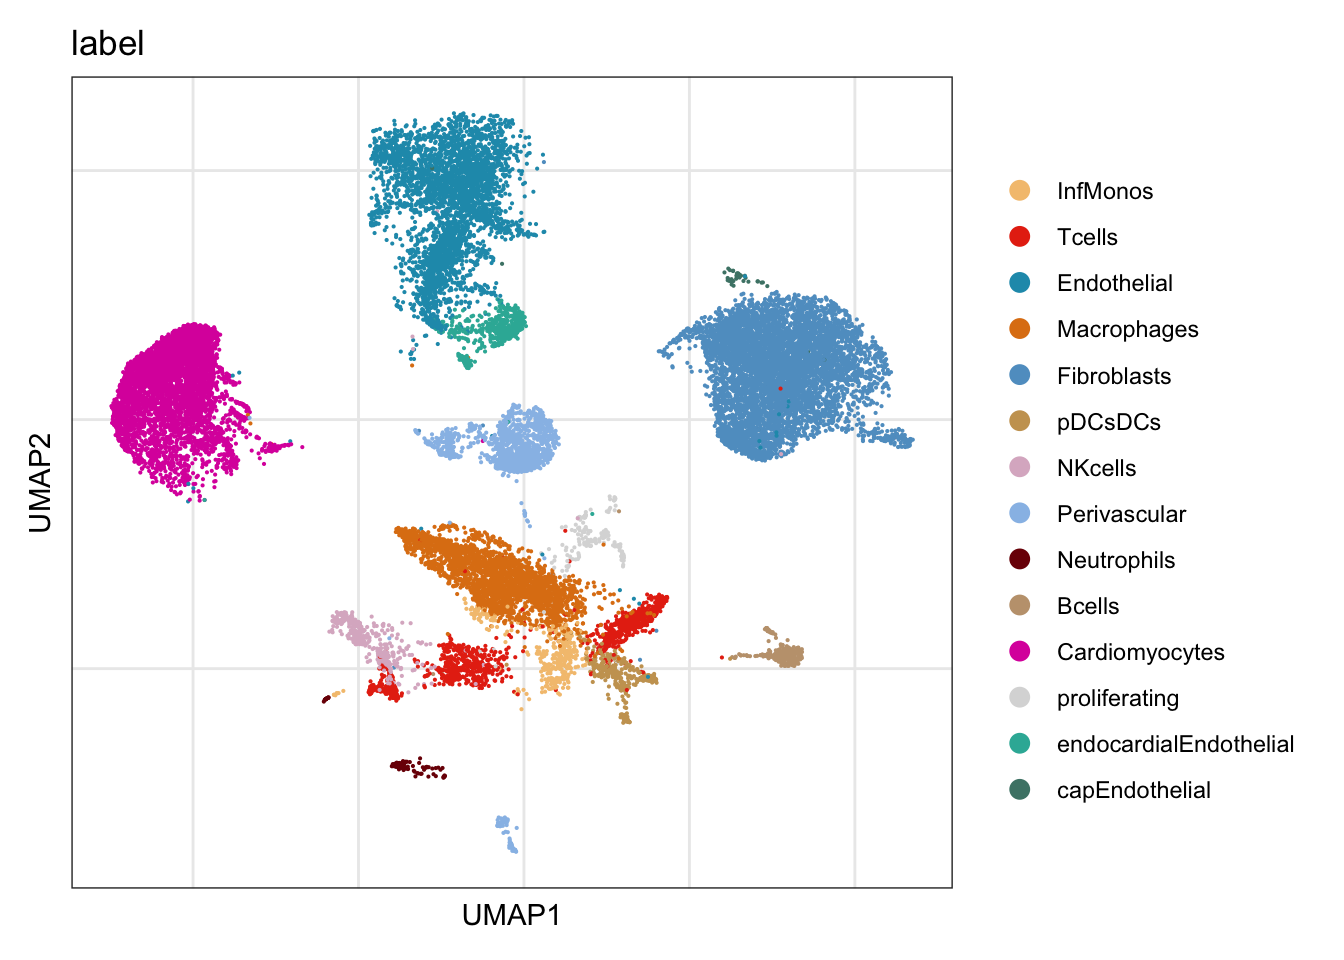 label
UMAP2
UMAP1
InfMonos
Tcells
Endothelial
Macrophages
Fibroblasts
pDCsDCs
NKcells
Perivascular
Neutrophils
Bcells
Cardiomyocytes
proliferating
endocardialEndothelial
capEndothelial